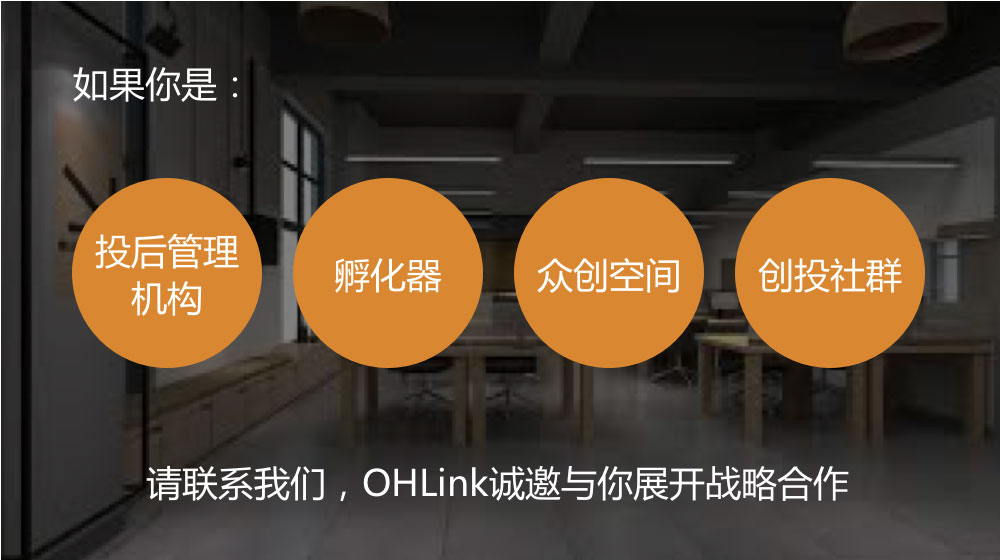 如果你是：
投后管理
机构
孵化器
众创空间
创投社群
请联系我们，OHLink诚邀与你展开战略合作